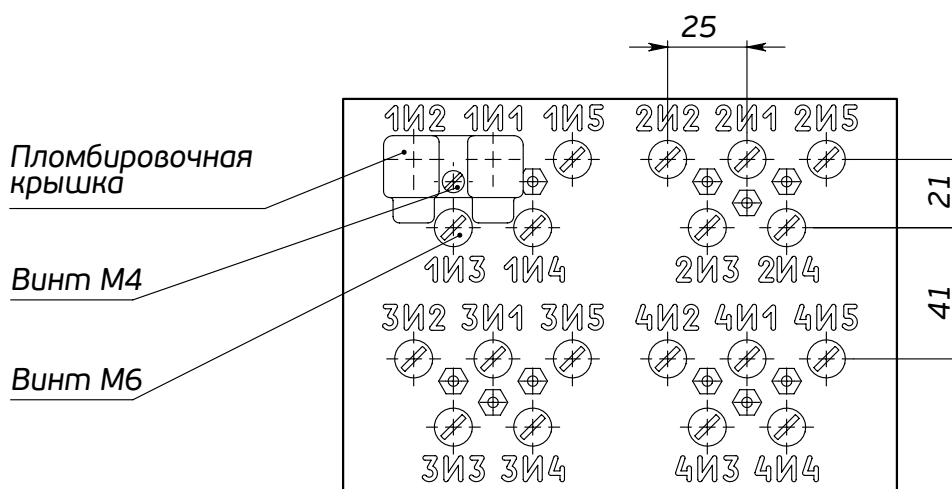 25
1И2 1И1 1И5 2И2 2И1 2И5
Пломбировочная
крышка
21
1И3 1И4 2И3 2И4
Винт М4
41
3И2 3И1 3И5 4И2 4И1 4И5
Винт М6
3И3 3И4 4И3 4И4